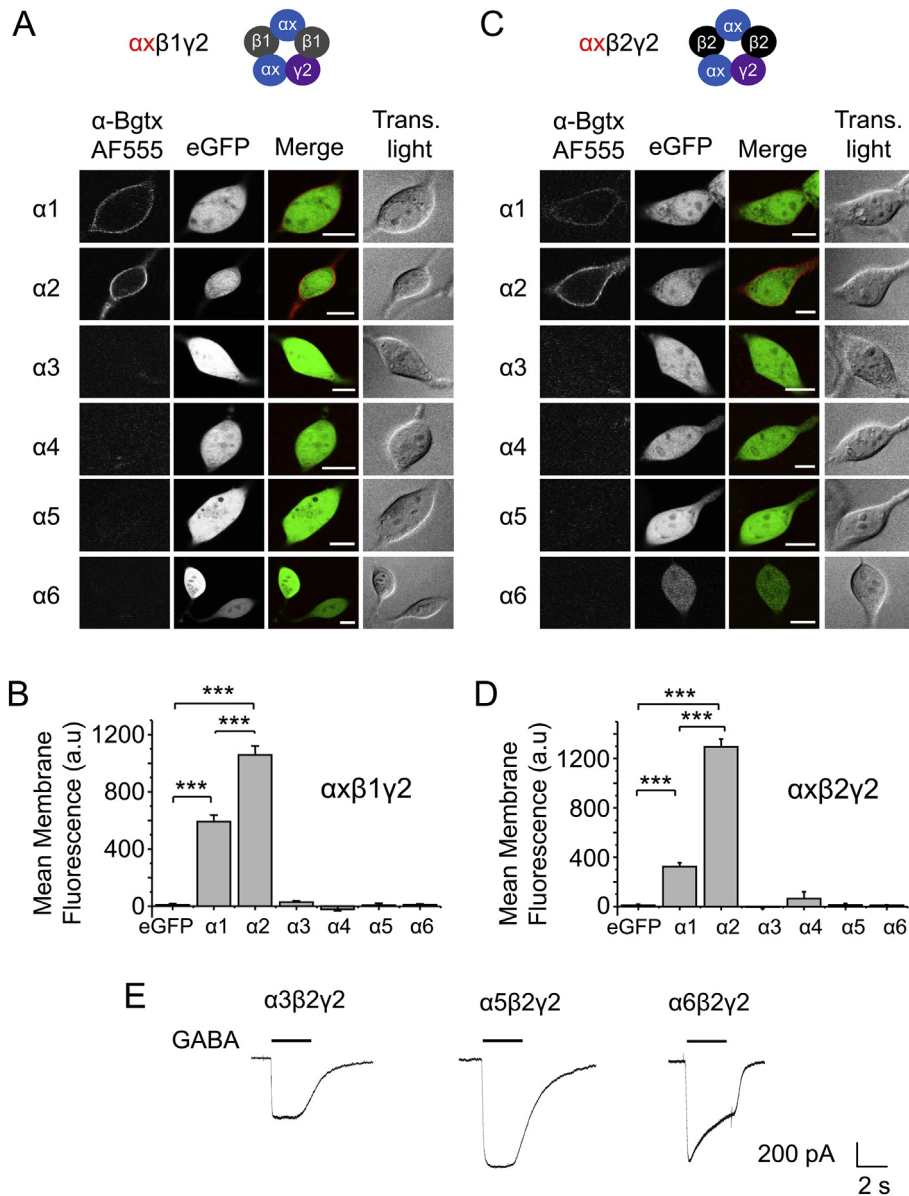 A
αxβ1γ2
αx
β1 β1
αx γ2
α-Bgtx
AF555 eGFP Merge Trans.
light
α1
α2
α3
α4
α5
α6
C
αxβ2γ2
αx
β2 β2
αx γ2
α-Bgtx
AF555 eGFP Merge Trans.
light
α1
α2
α3
α4
α5
α6
B
Mean Membrane
Fluorescence (a.u)
1200
800
400
0
***
***
***
αxβ1γ2
eGFP α1 α2 α3 α4 α5 α6
D
Mean Membrane
Fluorescence (a.u)
1200
800
400
0
***
***
***
αxβ2γ2
eGFP α1 α2 α3 α4 α5 α6
E
α3β2γ2 α5β2γ2 α6β2γ2
GABA
200 pA
2 s